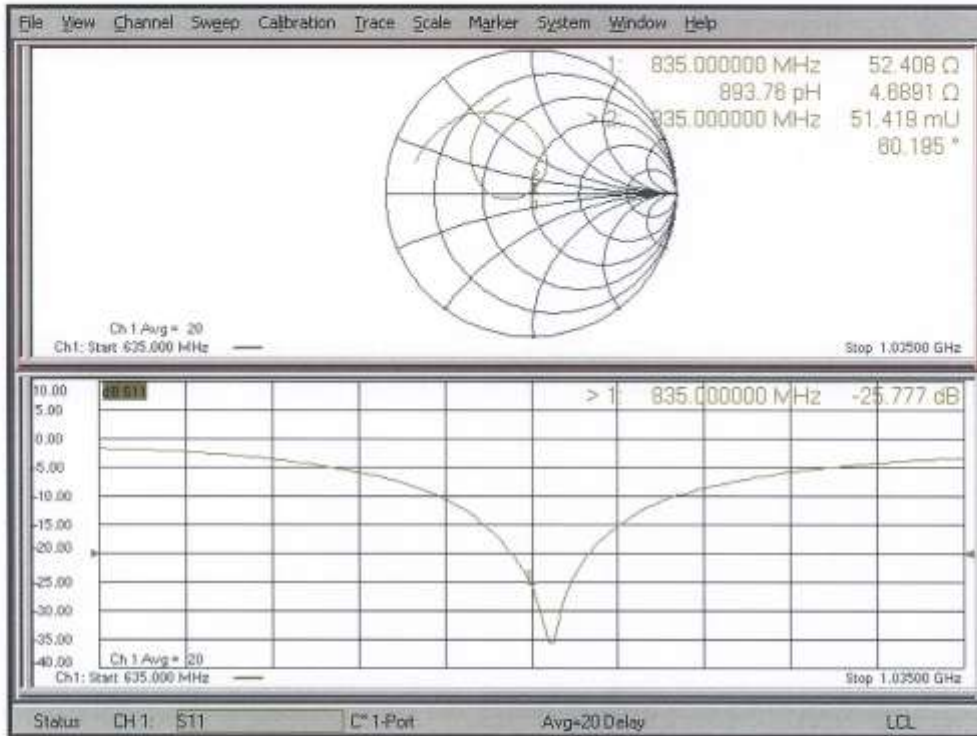 File View Channel Sweep Calibration Trace Scale Marker System Window Help
1: 835.000000 MHz 52.408 Ω
893.76 pH 4.6891 Ω
> 2: 835.000000 MHz 51.419 mU
60.195 °
Ch 1 Avg = 20
Ch1: Start 635.000 MHz
Stop 1.03500 GHz
10.00 dB S11
> 1: 835.000000 MHz -25.777 dB
5.00
0.00
-5.00
-10.00
-15.00
-20.00
-25.00
-30.00
-35.00
-40.00
Ch 1 Avg = 20
Ch1: Start 635.000 MHz
Stop 1.03500 GHz
Status CH 1: S11 C* 1-Port Avg=20 Delay LCL